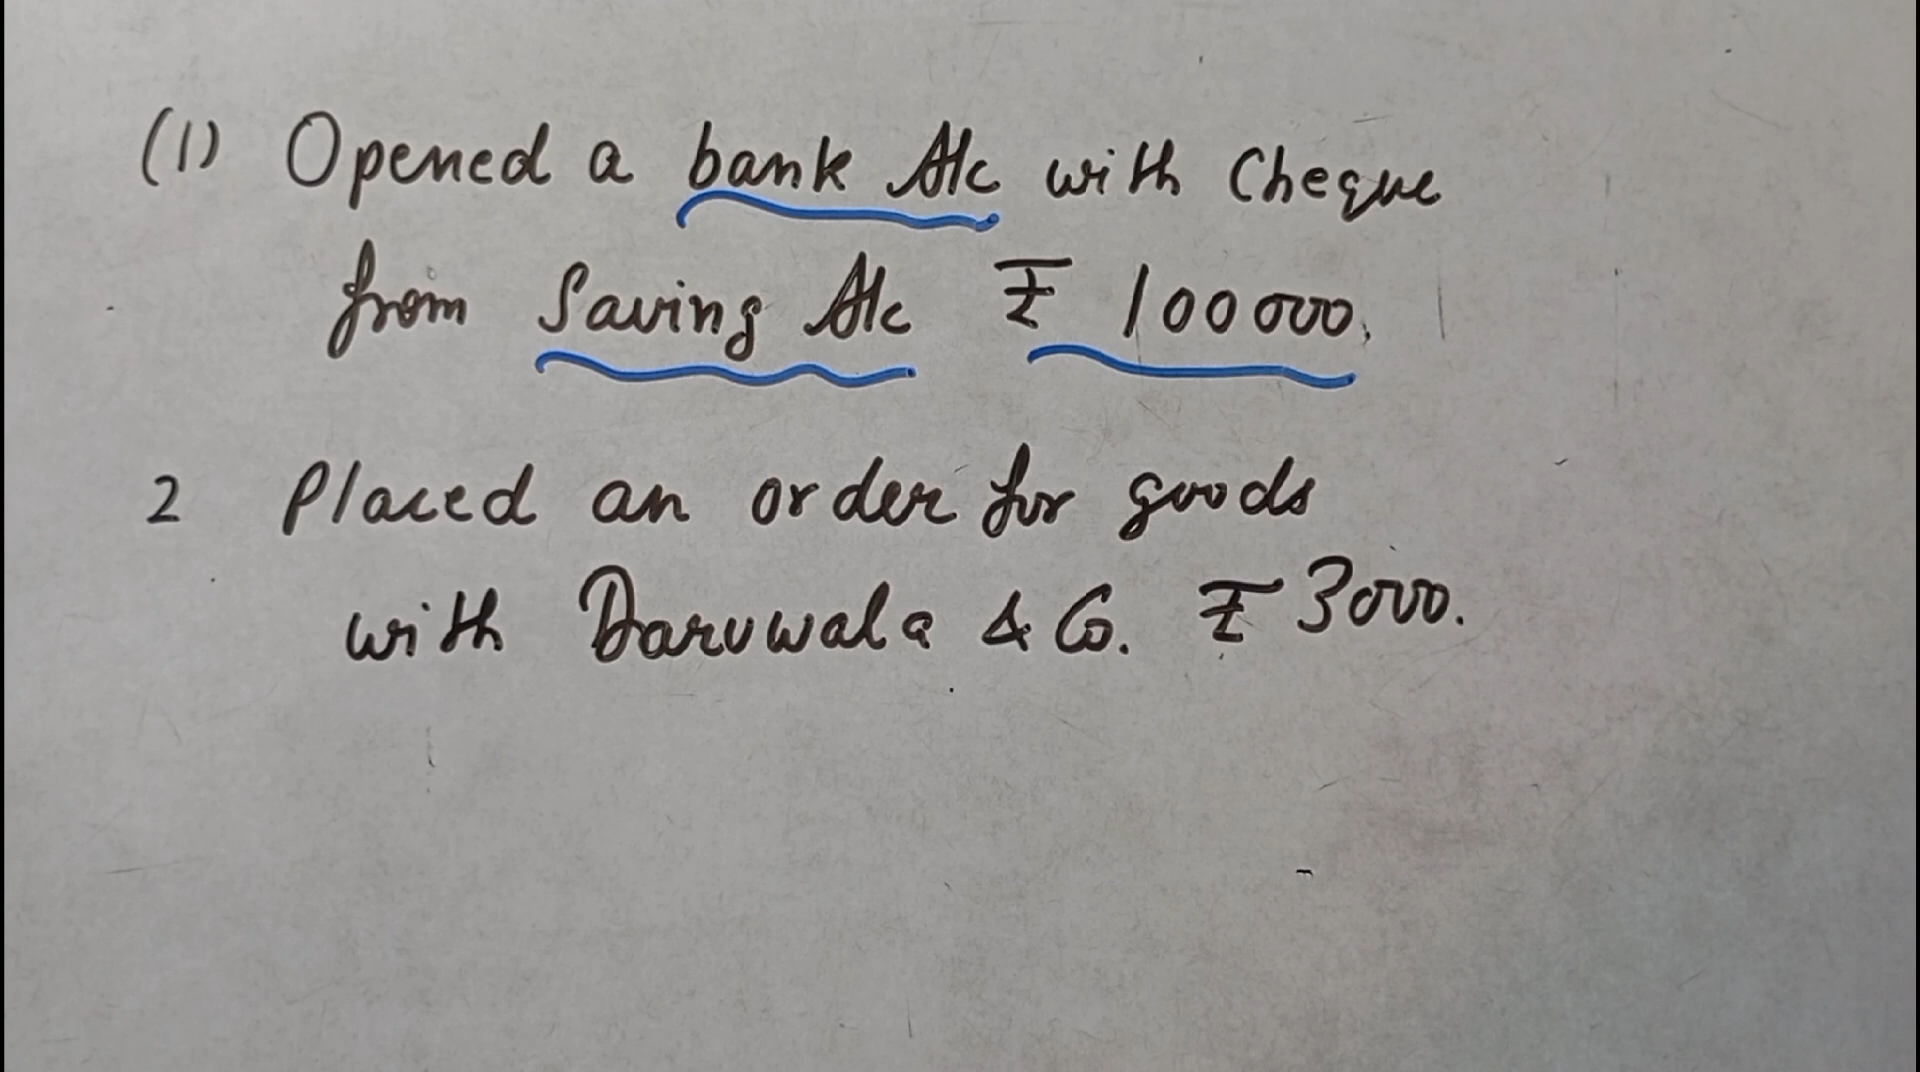 (1) Opened a bank A/c with Cheque
from Saving A/c ₹ 100000.
2 Placed an order for goods
with Daruwala & Co. ₹ 3000.